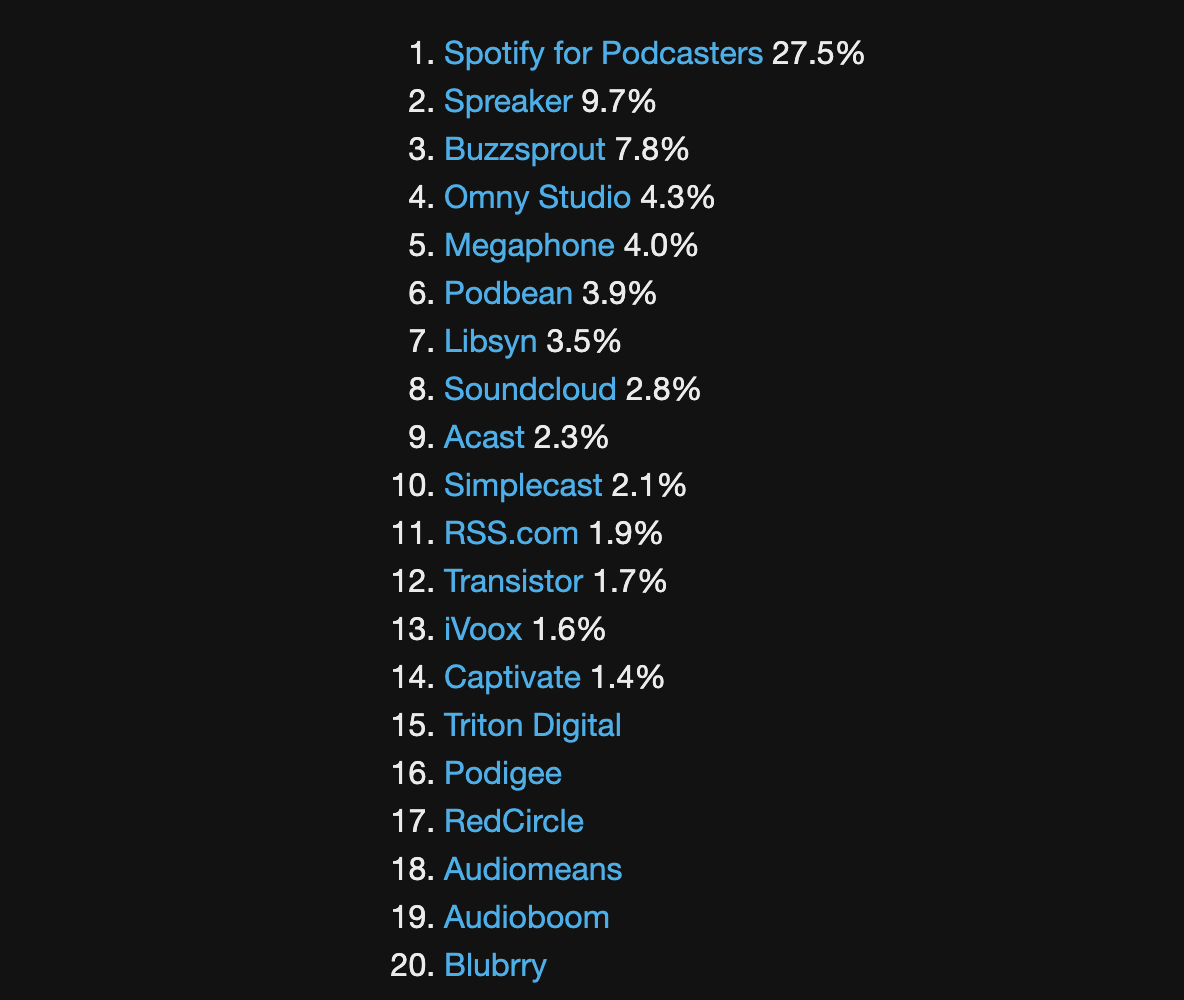 1. Spotify for Podcasters 27.5%
2. Spreaker 9.7%
3. Buzzsprout 7.8%
4. Omny Studio 4.3%
5. Megaphone 4.0%
6. Podbean 3.9%
7. Libsyn 3.5%
8. Soundcloud 2.8%
9. Acast 2.3%
10. Simplecast 2.1%
11. RSS.com 1.9%
12. Transistor 1.7%
13. iVoox 1.6%
14. Captivate 1.4%
15. Triton Digital
16. Podigee
17. RedCircle
18. Audiomeans
19. Audioboom
20. Blubrry